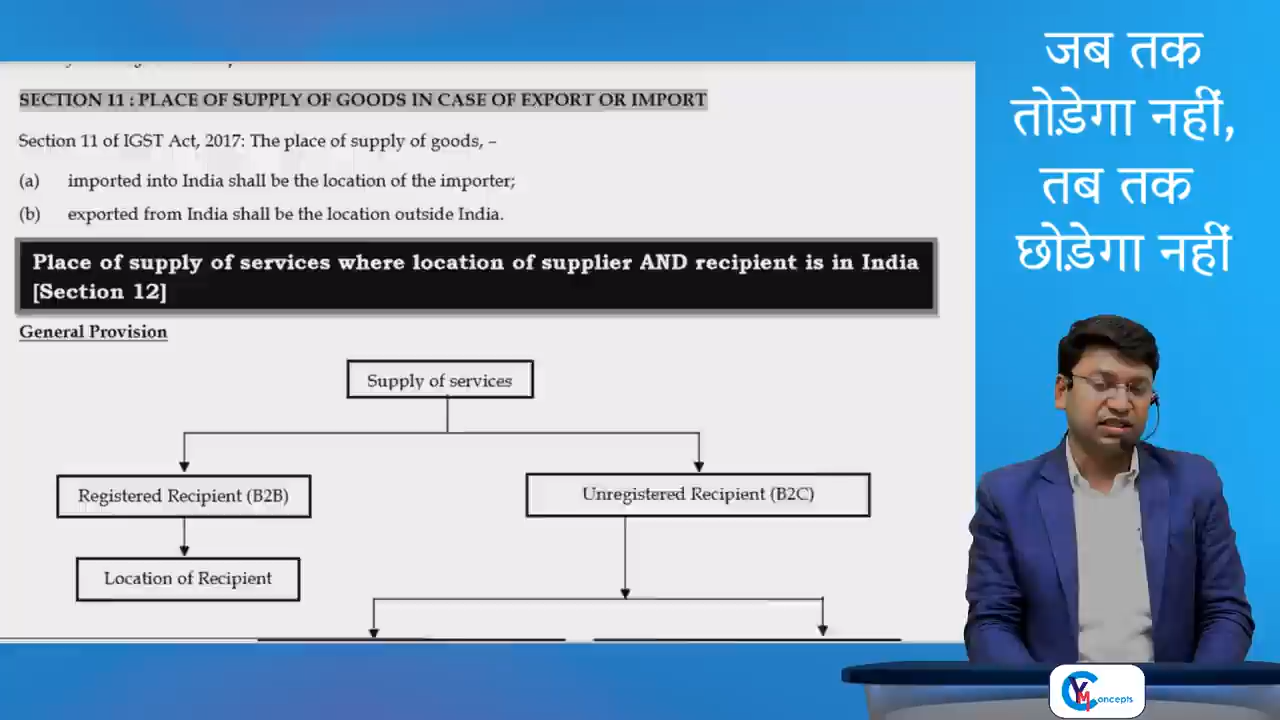 SECTION 11 : PLACE OF SUPPLY OF GOODS IN CASE OF EXPORT OR IMPORT
Section 11 of IGST Act, 2017: The place of supply of goods, –
(a) imported into India shall be the location of the importer;
(b) exported from India shall be the location outside India.
Place of supply of services where location of supplier AND recipient is in India
[Section 12]
General Provision
Supply of services
Registered Recipient (B2B)
Unregistered Recipient (B2C)
Location of Recipient
जब तक
तोड़ेगा नहीं,
तब तक
छोड़ेगा नहीं
YM Concepts